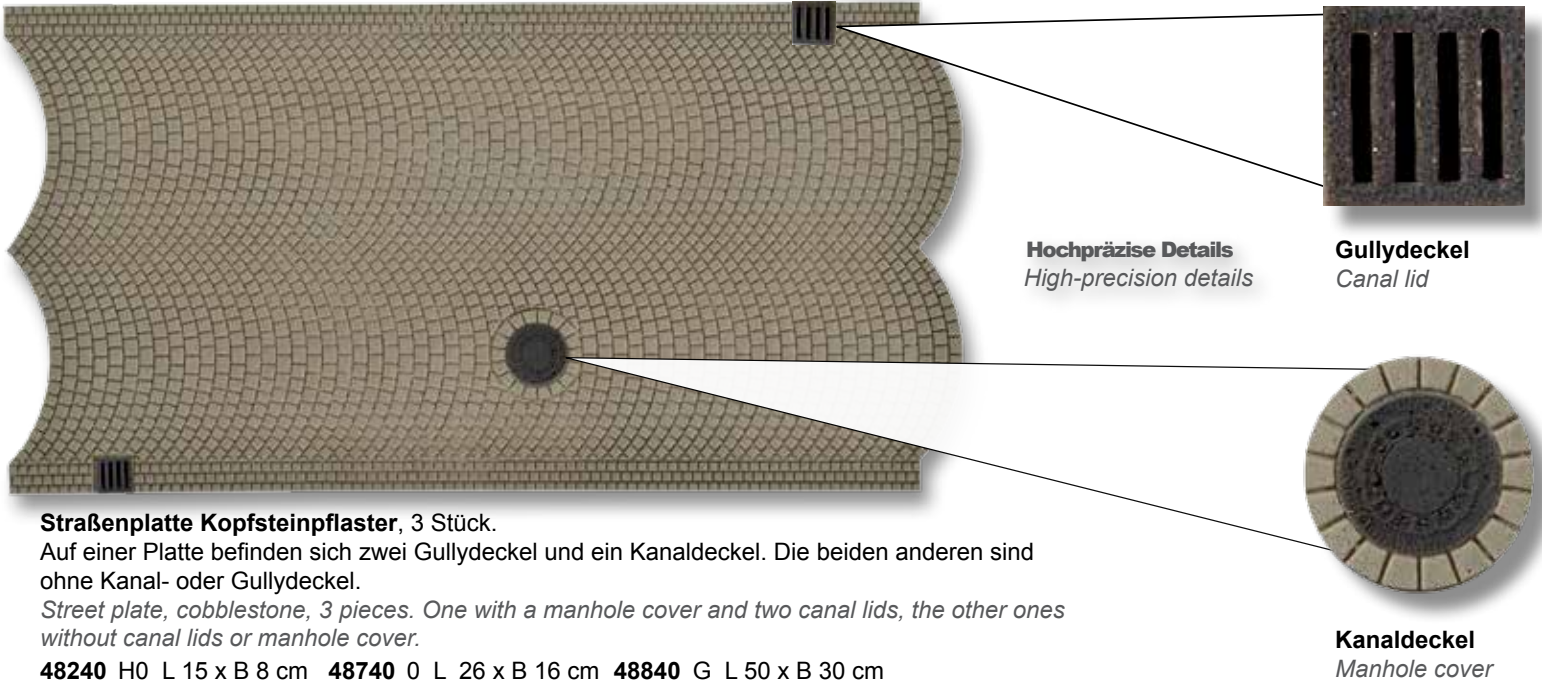 Hochpräzise Details
High-precision details
Gullydeckel
Canal lid
Straßenplatte Kopfsteinpflaster, 3 Stück.
Auf einer Platte befinden sich zwei Gullydeckel und ein Kanaldeckel. Die beiden anderen sind
ohne Kanal- oder Gullydeckel.
Street plate, cobblestone, 3 pieces. One with a manhole cover and two canal lids, the other ones
without canal lids or manhole cover.
48240 H0 L 15 x B 8 cm 48740 0 L 26 x B 16 cm 48840 G L 50 x B 30 cm
Kanaldeckel
Manhole cover